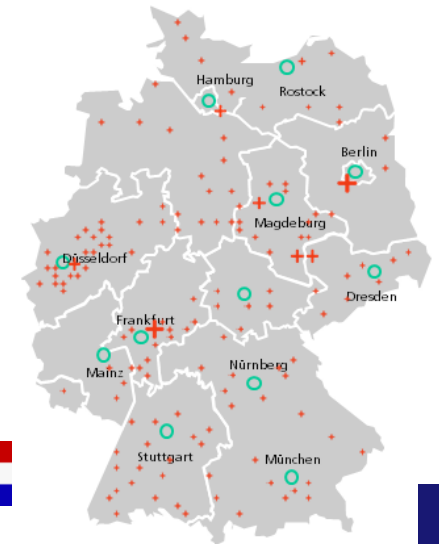 Hamburg
Rostock
Berlin
Magdeburg
Düsseldorf
Dresden
Frankfurt
Nürnberg
Mainz
Stuttgart
München